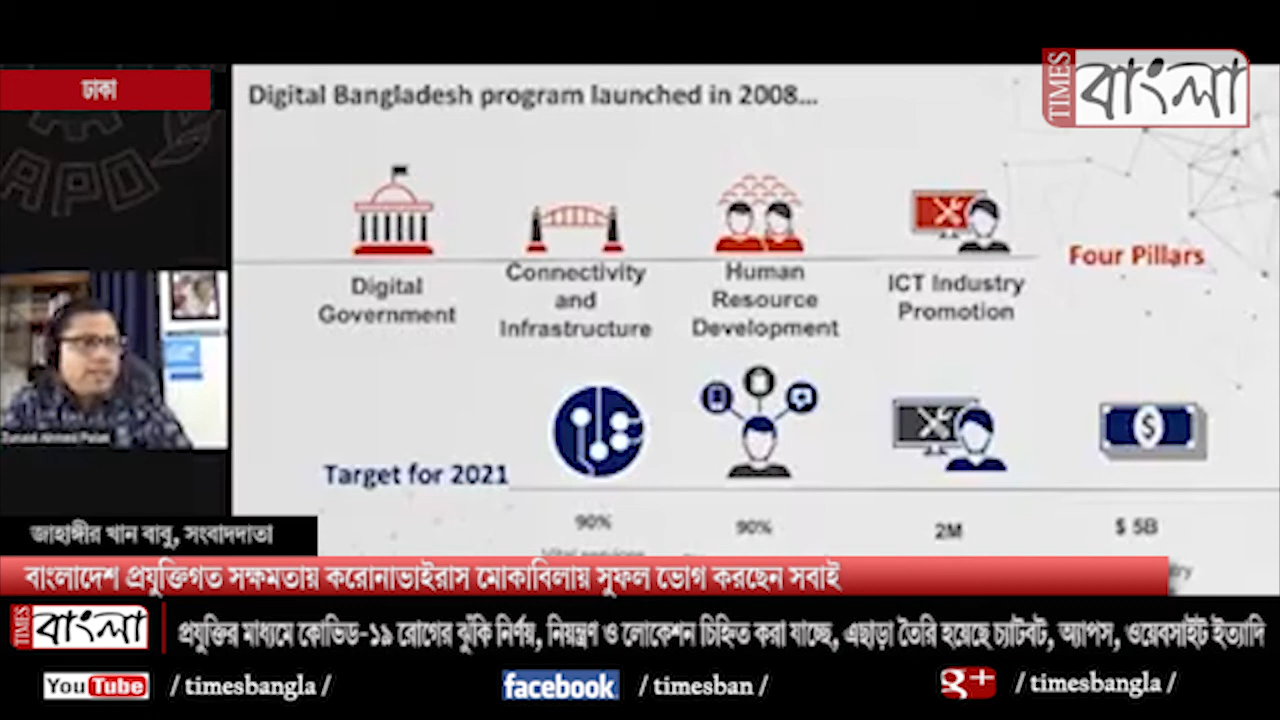 ঢাকা
Digital Bangladesh program launched in 2008...
TIMES বাংলা
APO
Digital
Government
Connectivity
and
Infrastructure
Human
Resource
Development
ICT Industry
Promotion
Four Pillars
Target for 2021
90%
90%
2M
$ 5B
জাহাঙ্গীর খান বাবু, সংবাদদাতা
বাংলাদেশ প্রযুক্তিগত সক্ষমতায় করোনাভাইরাস মোকাবিলায় সুফল ভোগ করছেন সবাই
TIMES বাংলা
প্রযুক্তির মাধ্যমে কোভিড-১৯ রোগের ঝুঁকি নির্ণয়, নিয়ন্ত্রণ ও লোকেশন চিহ্নিত করা যাচ্ছে, এছাড়া তৈরি হয়েছে চ্যাটবট, অ্যাপস, ওয়েবসাইট ইত্যাদি
YouTube / timesbangla /
facebook / timesban /
g+ / timesbangla /